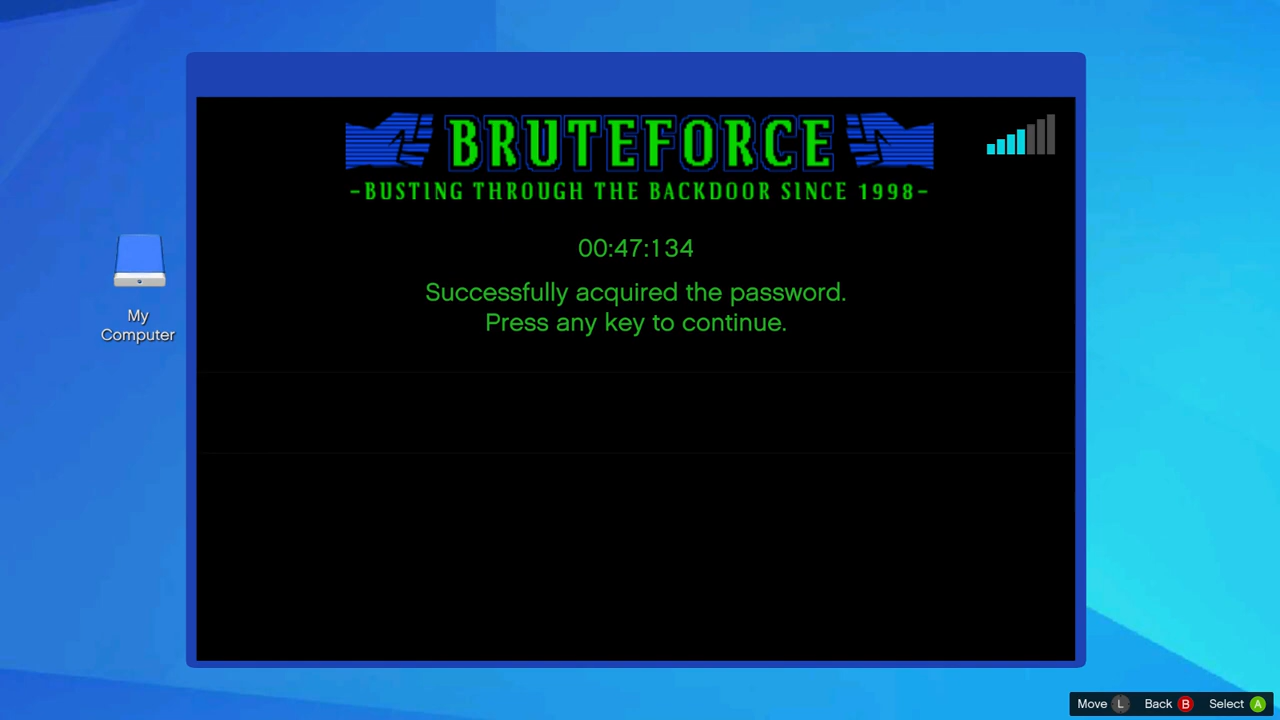 BRUTEFORCE
-BUSTING THROUGH THE BACKDOOR SINCE 1998-
00:47:134
Successfully acquired the password.
Press any key to continue.
My
Computer
Move L Back B Select A